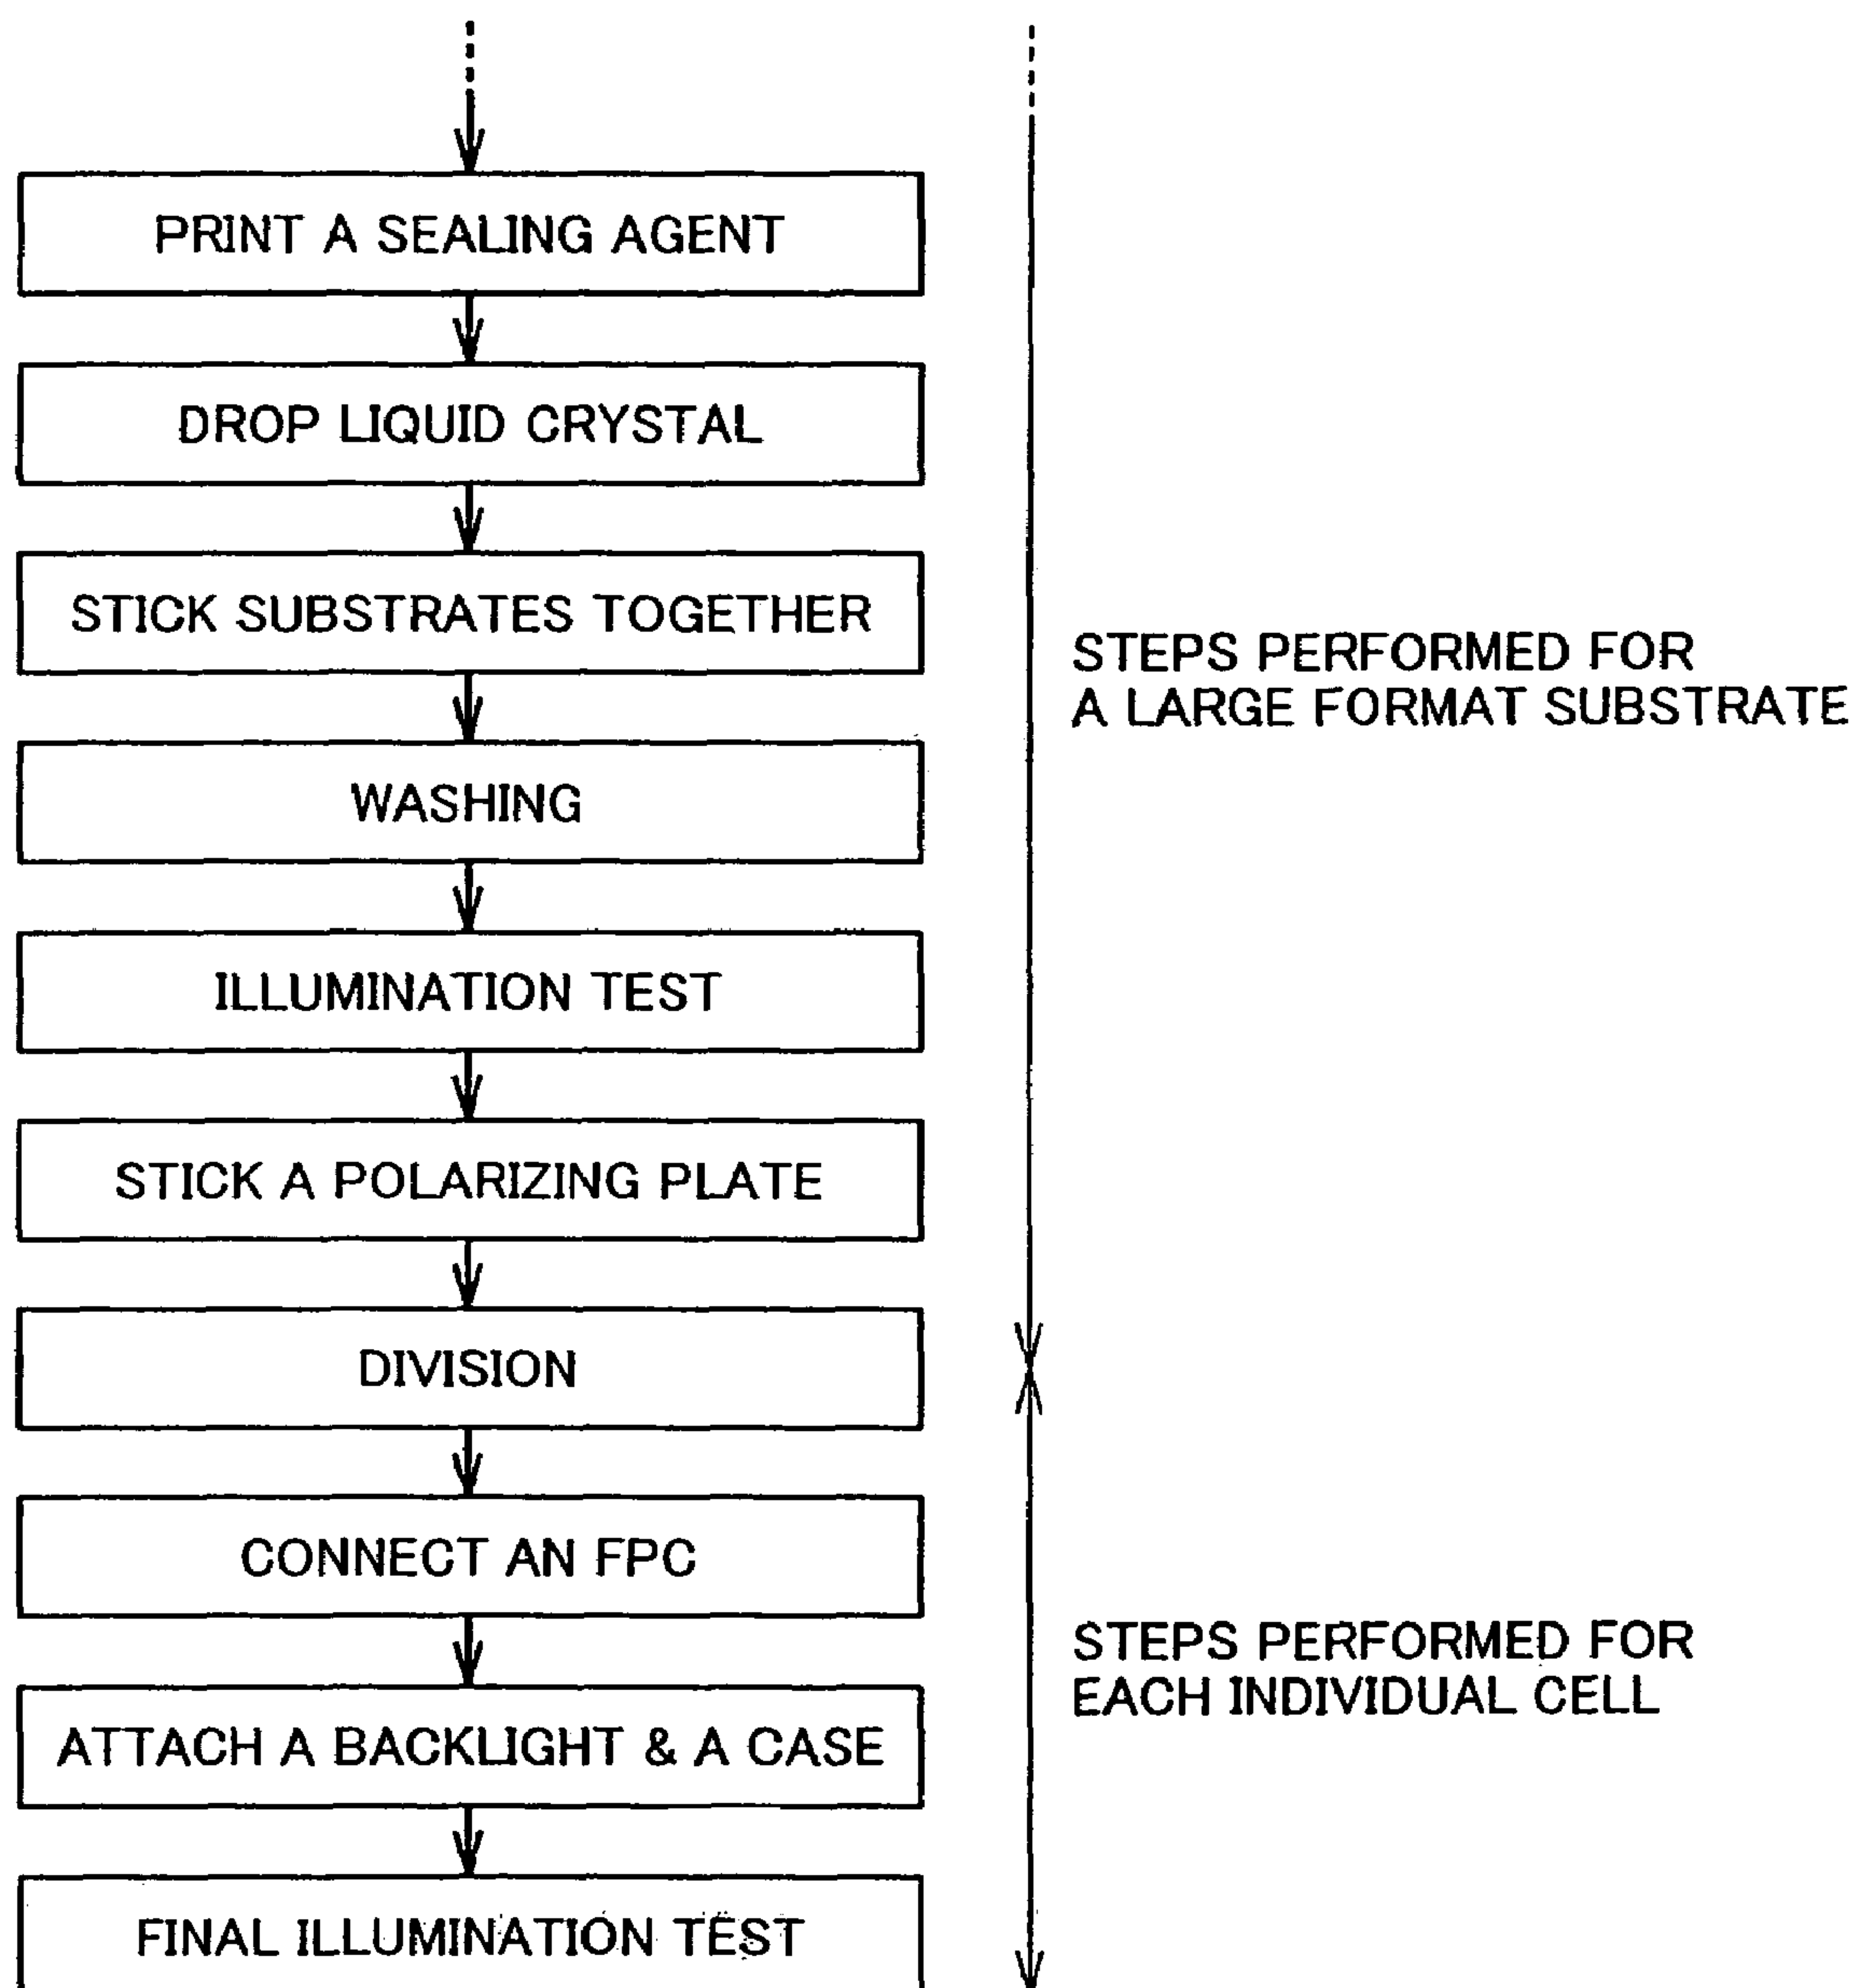 PRINT A SEALING AGENT
DROP LIQUID CRYSTAL
STICK SUBSTRATES TOGETHER
STEPS PERFORMED FOR
A LARGE FORMAT SUBSTRATE
WASHING
ILLUMINATION TEST
STICK A POLARIZING PLATE
DIVISION
CONNECT AN FPC
STEPS PERFORMED FOR
EACH INDIVIDUAL CELL
ATTACH A BACKLIGHT & A CASE
FINAL ILLUMINATION TEST